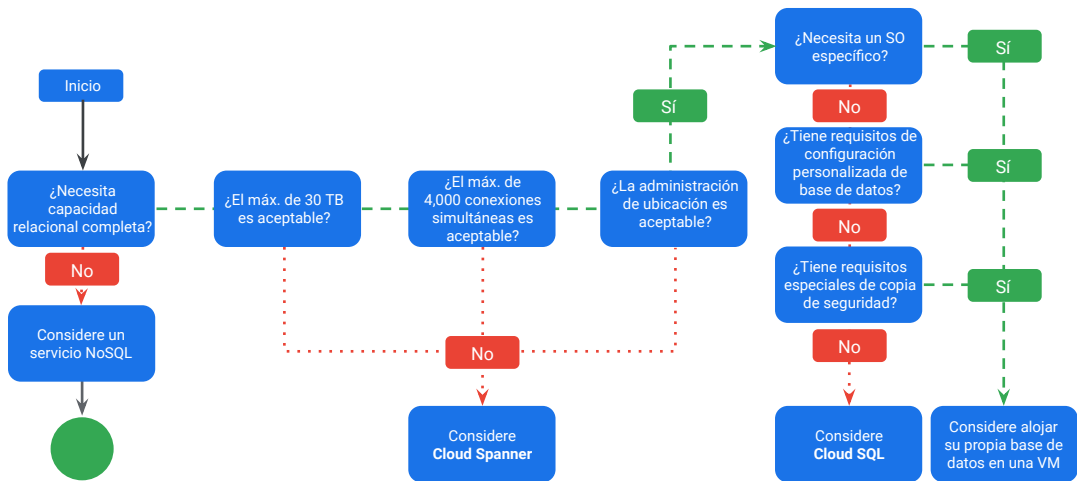 Inicio
¿Necesita
capacidad
relacional completa?
No
Considere un
servicio NoSQL
¿El máx. de 30 TB
es aceptable?
¿El máx. de
4,000 conexiones
simultáneas es
aceptable?
¿La administración
de ubicación es
aceptable?
Sí
No
Considere
Cloud Spanner
¿Necesita un SO
específico?
Sí
No
¿Tiene requisitos de
configuración
personalizada de
base de datos?
Sí
No
¿Tiene requisitos
especiales de copia
de seguridad?
Sí
No
Considere
Cloud SQL
Considere alojar
su propia base de
datos en una VM